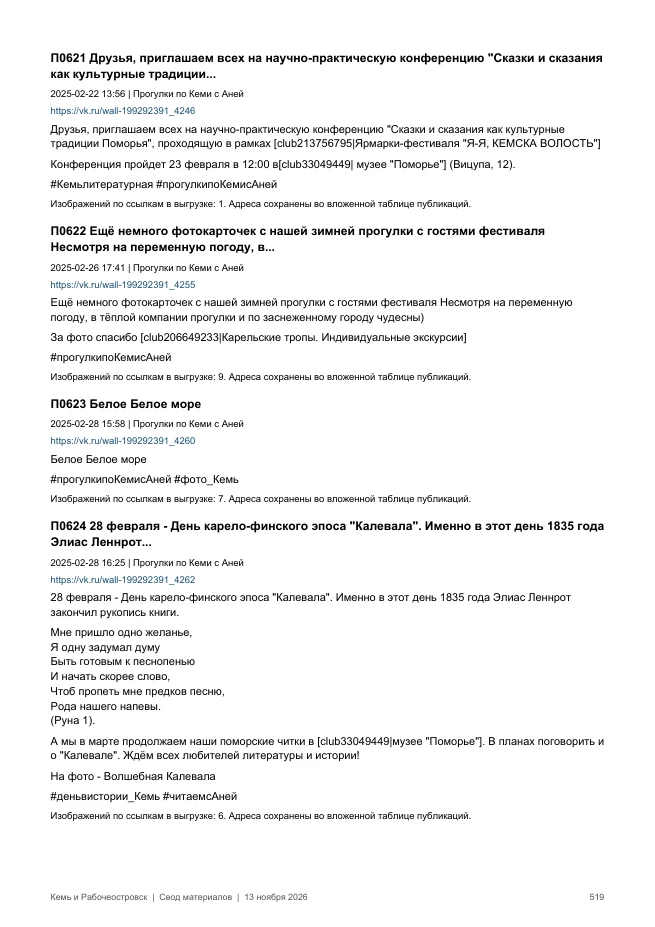 П0621 Друзья, приглашаем всех на научно-практическую конференцию "Сказки и сказания
как культурные традиции...
2025-02-22 13:56 | Прогулки по Кеми с Аней
https://vk.ru/wall-199292391_4246
Друзья, приглашаем всех на научно-практическую конференцию "Сказки и сказания как культурные
традиции Поморья", проходящую в рамках [club213756795|Ярмарки-фестиваля "Я-Я, КЕМСКА ВОЛОСТЬ"]
Конференция пройдет 23 февраля в 12:00 в[club33049449| музее "Поморье"] (Вицупа, 12).
#Кемьлитературная #прогулкипоКемисАней
Изображений по ссылкам в выгрузке: 1. Адреса сохранены во вложенной таблице публикаций.
П0622 Ещё немного фотокарточек с нашей зимней прогулки с гостями фестиваля
Несмотря на переменную погоду, в...
2025-02-26 17:41 | Прогулки по Кеми с Аней
https://vk.ru/wall-199292391_4255
Ещё немного фотокарточек с нашей зимней прогулки с гостями фестиваля Несмотря на переменную
погоду, в тёплой компании прогулки и по заснеженному городу чудесны)
За фото спасибо [club206649233|Карельские тропы. Индивидуальные экскурсии]
#прогулкипоКемисАней
Изображений по ссылкам в выгрузке: 9. Адреса сохранены во вложенной таблице публикаций.
П0623 Белое Белое море
2025-02-28 15:58 | Прогулки по Кеми с Аней
https://vk.ru/wall-199292391_4260
Белое Белое море
#прогулкипоКемисАней #фото_Кемь
Изображений по ссылкам в выгрузке: 7. Адреса сохранены во вложенной таблице публикаций.
П0624 28 февраля - День карело-финского эпоса "Калевала". Именно в этот день 1835 года
Элиас Леннрот...
2025-02-28 16:25 | Прогулки по Кеми с Аней
https://vk.ru/wall-199292391_4262
28 февраля - День карело-финского эпоса "Калевала". Именно в этот день 1835 года Элиас Леннрот
закончил рукопись книги.
Мне пришло одно желанье,
Я одну задумал думу
Быть готовым к песнопенью
И начать скорее слово,
Чтоб пропеть мне предков песню,
Рода нашего напевы.
(Руна 1).
А мы в марте продолжаем наши поморские читки в [club33049449|музее "Поморье"]. В планах поговорить и
о "Калевале". Ждём всех любителей литературы и истории!
На фото - Волшебная Калевала
#деньвистории_Кемь #читаемсАней
Изображений по ссылкам в выгрузке: 6. Адреса сохранены во вложенной таблице публикаций.
Кемь и Рабочеостровск | Свод материалов | 13 ноября 2026
519